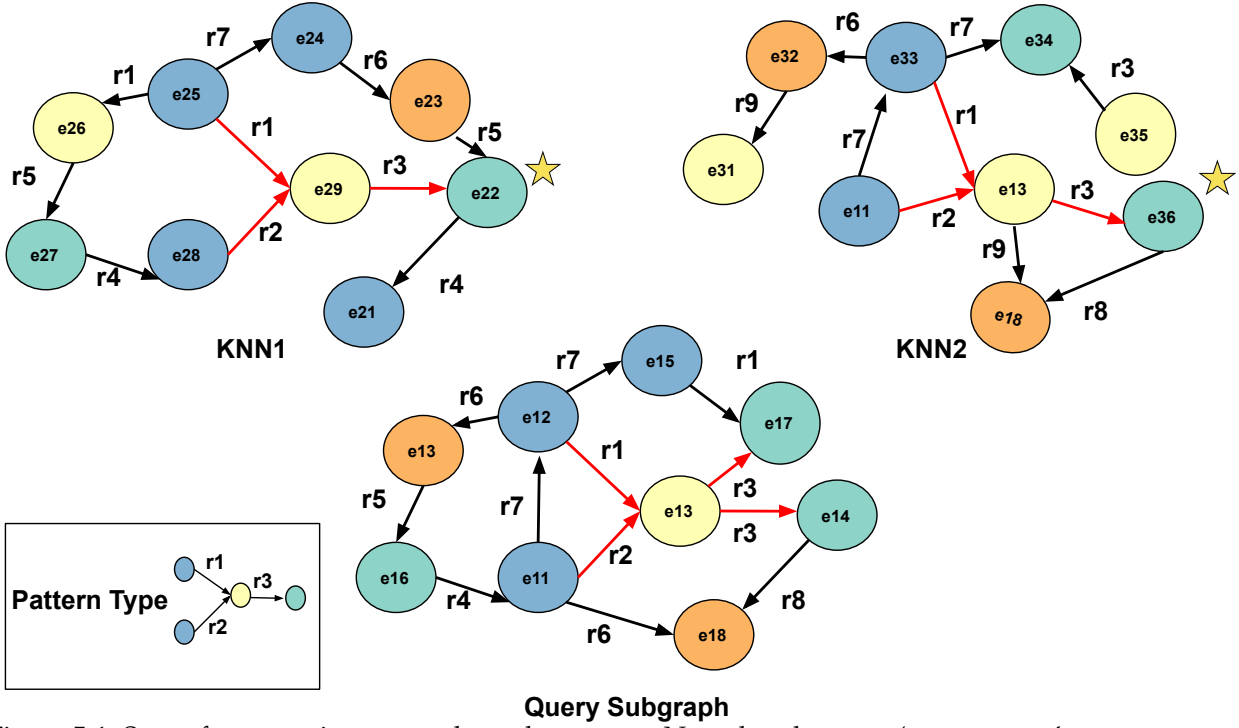 r7
e24
r6
r1
e25
e23
e26
r1
r5
r5
r3
e29
e22
r2
e27
e28
r4
r4
e21
KNN1
r6
r7
e32
e33
e34
r3
r9
r1
e35
r7
e31
e13
r3
e11
r2
e36
r9
e18
r8
KNN2
r7
e15
r1
r6
e12
e17
e13
r1
r5
r7
r3
e13
e14
r3
r2
e16
e11
r4
r8
r6
e18
Query Subgraph
Pattern Type
r1
r3
r2